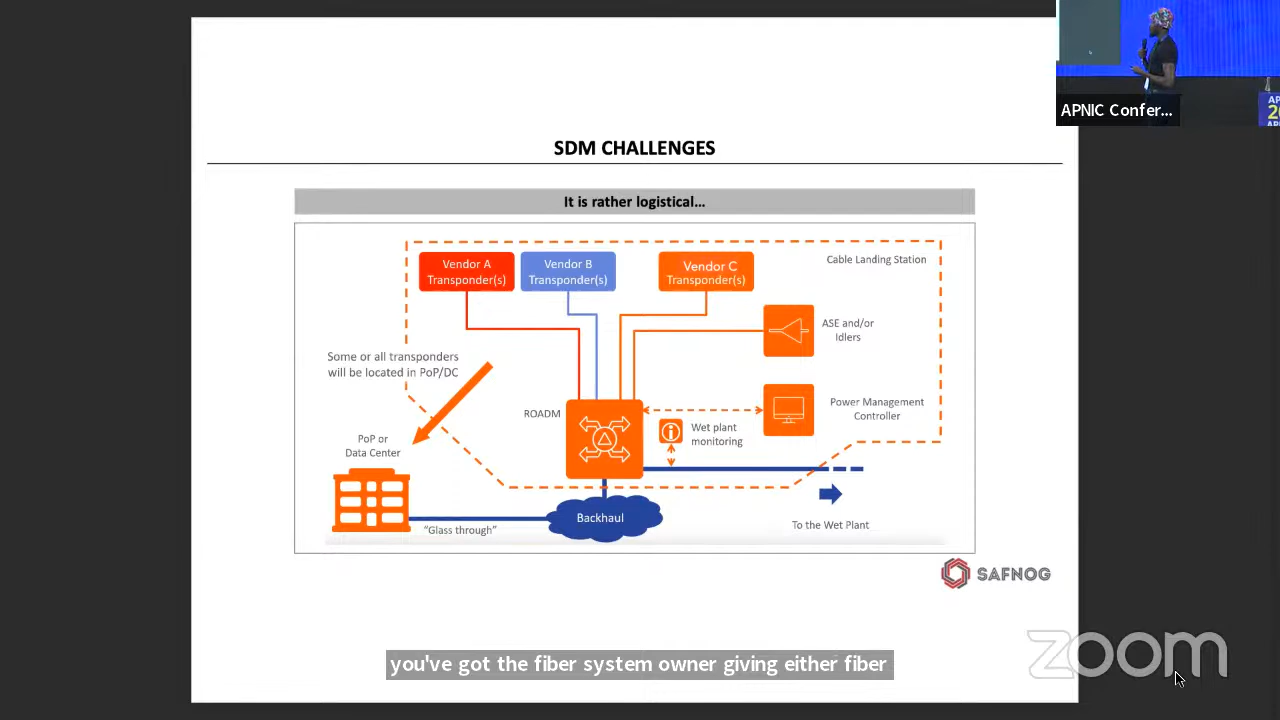 APNIC Confer...
AP
20
AP
SDM CHALLENGES
It is rather logistical...
Vendor A
Transponder(s)
Vendor B
Transponder(s)
Vendor C
Transponder(s)
Cable Landing Station
ASE and/or
Idlers
Some or all transponders
will be located in PoP/DC
ROADM
Power Management
Controller
Wet plant
monitoring
PoP or
Data Center
Backhaul
"Glass through"
To the Wet Plant
SAFNOG
you've got the fiber system owner giving either fiber
zoom